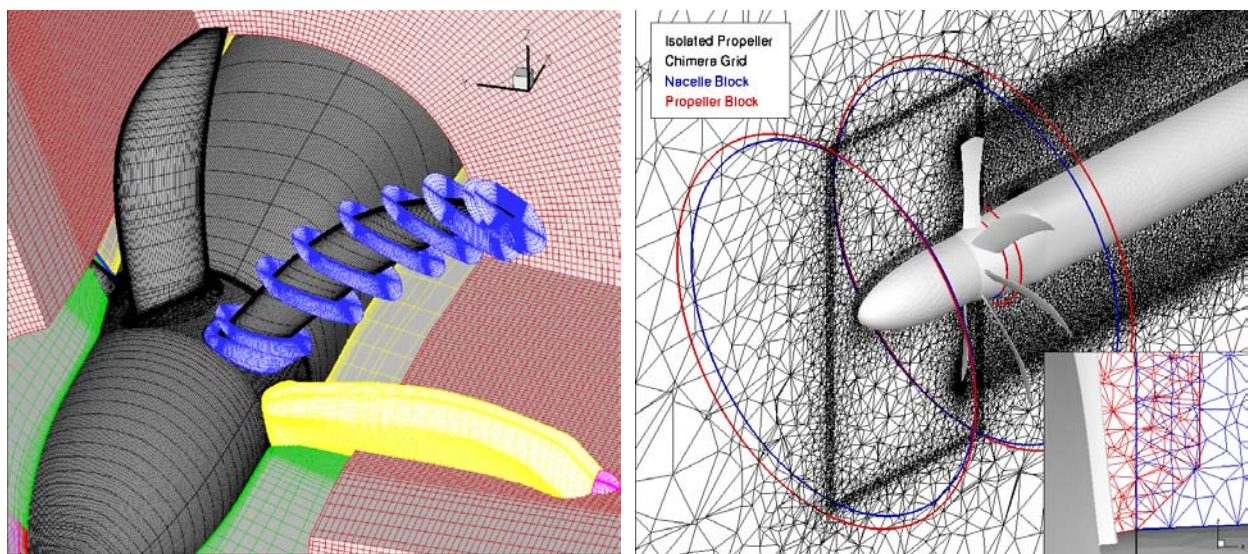 Z
Isolated Propeller
Chimera Grid
Nacelle Block
Propeller Block